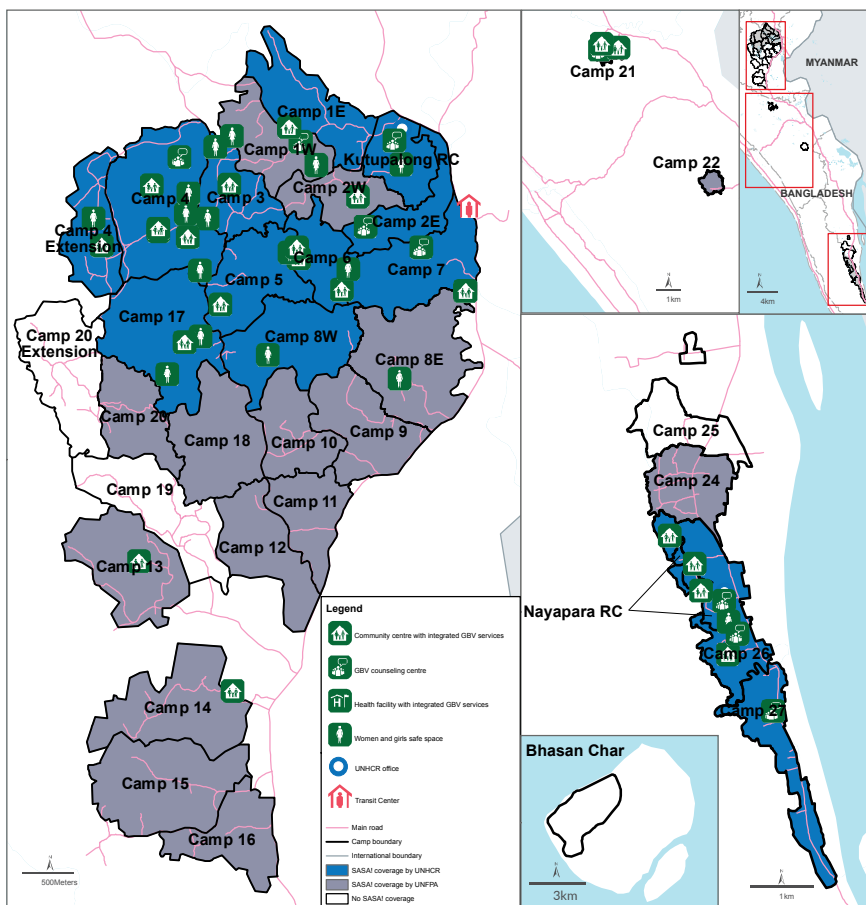 Camp 1E
Camp 1W
Kutupalong RC
Camp 2W
Camp 4
Camp 3
Camp 2E
Camp 4
Extension
Camp 6
Camp 5
Camp 7
Camp 17
Camp 20
Extension
Camp 8W
Camp 8E
Camp 20
Camp 18
Camp 10
Camp 9
Camp 19
Camp 11
Camp 12
Camp 13
Camp 14
Camp 15
Camp 16
N
500Meters
Legend
Community centre with integrated GBV services
GBV counseling centre
Health facility with integrated GBV services
Women and girls safe space
UNHCR office
Transit Center
Main road
Camp boundary
International boundary
SASA! coverage by UNHCR
SASA! coverage by UNFPA
No SASA! coverage
Camp 21
Camp 22
N
1km
MYANMAR
BANGLADESH
N
4km
Camp 25
Camp 24
Nayapara RC
Camp 26
Camp 27
N
1km
Bhasan Char
N
3km